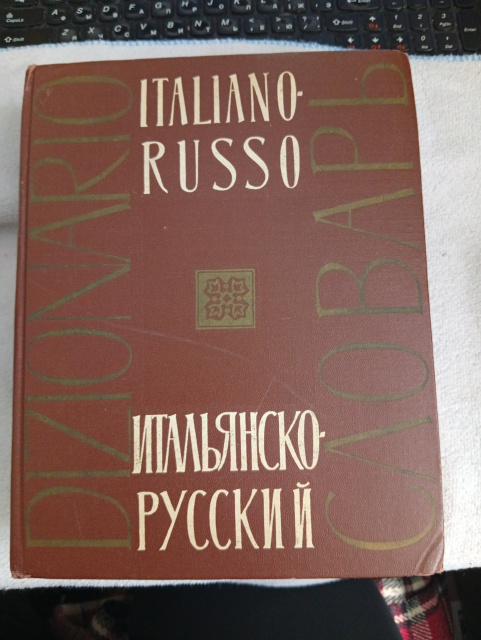 DIZIONARIO
ITALIANO-
RUSSO
ИТАЛЬЯНСКО-
РУССКИЙ
СЛОВАРЬ